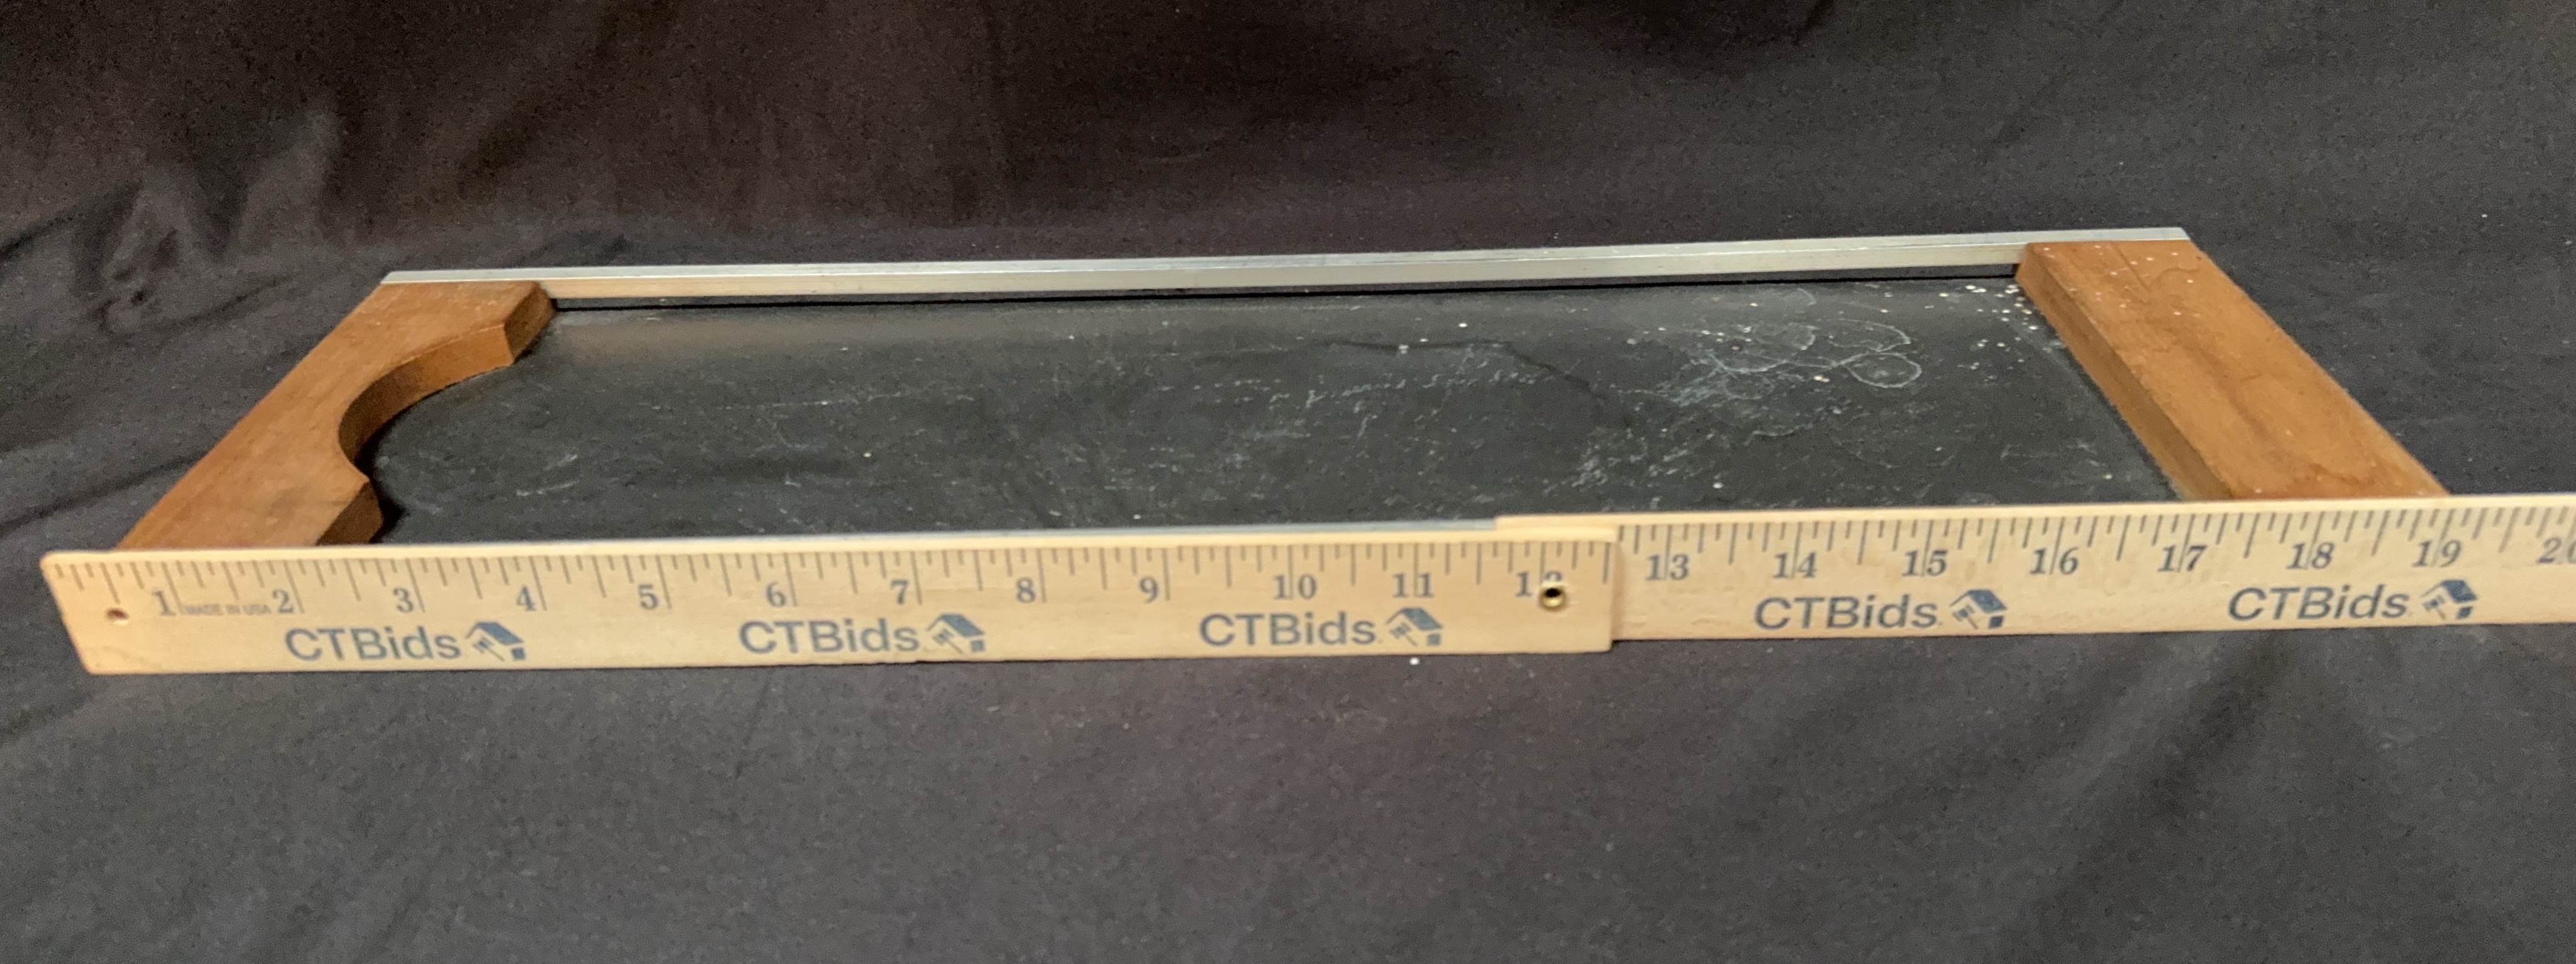 1 2 3 4 5 6 7 8 9 10 11 12 13 14 15 16 17 18 19 20
MADE IN USA
CTBids. CTBids. CTBids. CTBids. CTBids.